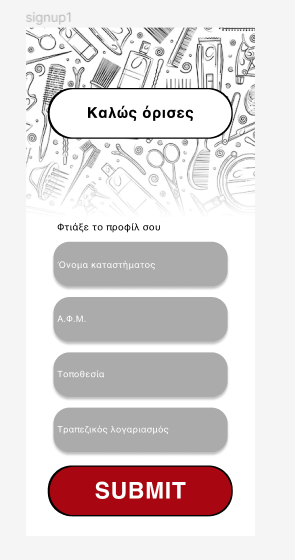 signup1
Καλώς όρισες
Φτιάξε το προφίλ σου
Όνομα καταστήματος
Α.Φ.Μ.
Τοποθεσία
Τραπεζικός λογαριασμός
SUBMIT